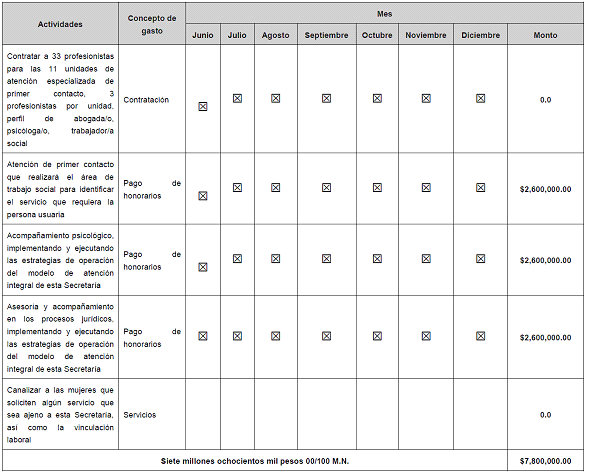 Actividades
Concepto de
gasto
Mes
Junio Julio Agosto Septiembre Octubre Noviembre Diciembre Monto
Contratar a 33 profesionistas
para las 11 unidades de
atención especializada de
primer contacto, 3
profesionistas por unidad,
perfil de abogada/o,
psicóloga/o, trabajador/a
social
Contratación
☒ ☒ ☒ ☒ ☒ ☒ ☒
0.0
Atención de primer contacto
que realizará el área de
trabajo social para identificar
el servicio que requiera la
persona usuaria
Pago de
honorarios
☒ ☒ ☒ ☒ ☒ ☒ ☒
$2,600,000.00
Acompañamiento psicológico,
implementando y ejecutando
las estrategias de operación
del modelo de atención
integral de esta Secretaría
Pago de
honorarios
☒ ☒ ☒ ☒ ☒ ☒ ☒
$2,600,000.00
Asesoría y acompañamiento
en los procesos jurídicos,
implementando y ejecutando
las estrategias de operación
del modelo de atención
integral de esta Secretaría
Pago de
honorarios
☒ ☒ ☒ ☒ ☒ ☒ ☒
$2,600,000.00
Canalizar a las mujeres que
soliciten algún servicio que
sea ajeno a esta Secretaría,
así como la vinculación
laboral
Servicios
0.0
Siete millones ochocientos mil pesos 00/100 M.N.
$7,800,000.00